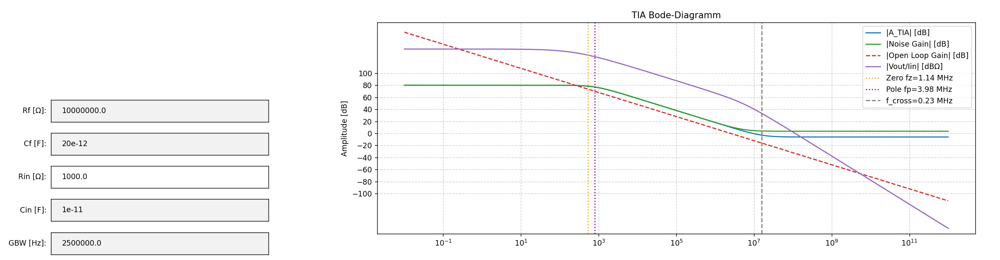 TIA Bode-Diagramm
|A_TIA| [dB]
|Noise Gain| [dB]
|Open Loop Gain| [dB]
|Vout/Iin| [dBΩ]
Zero fz=1.14 MHz
Pole fp=3.98 MHz
f_cross=0.23 MHz
Amplitude [dB]
100
80
60
40
20
0
−20
−40
−60
−80
−100
10⁻¹
10¹
10³
10⁵
10⁷
10⁹
10¹¹
Rf [Ω]: 10000000.0
Cf [F]: 20e-12
Rin [Ω]: 1000.0
Cin [F]: 1e-11
GBW [Hz]: 2500000.0